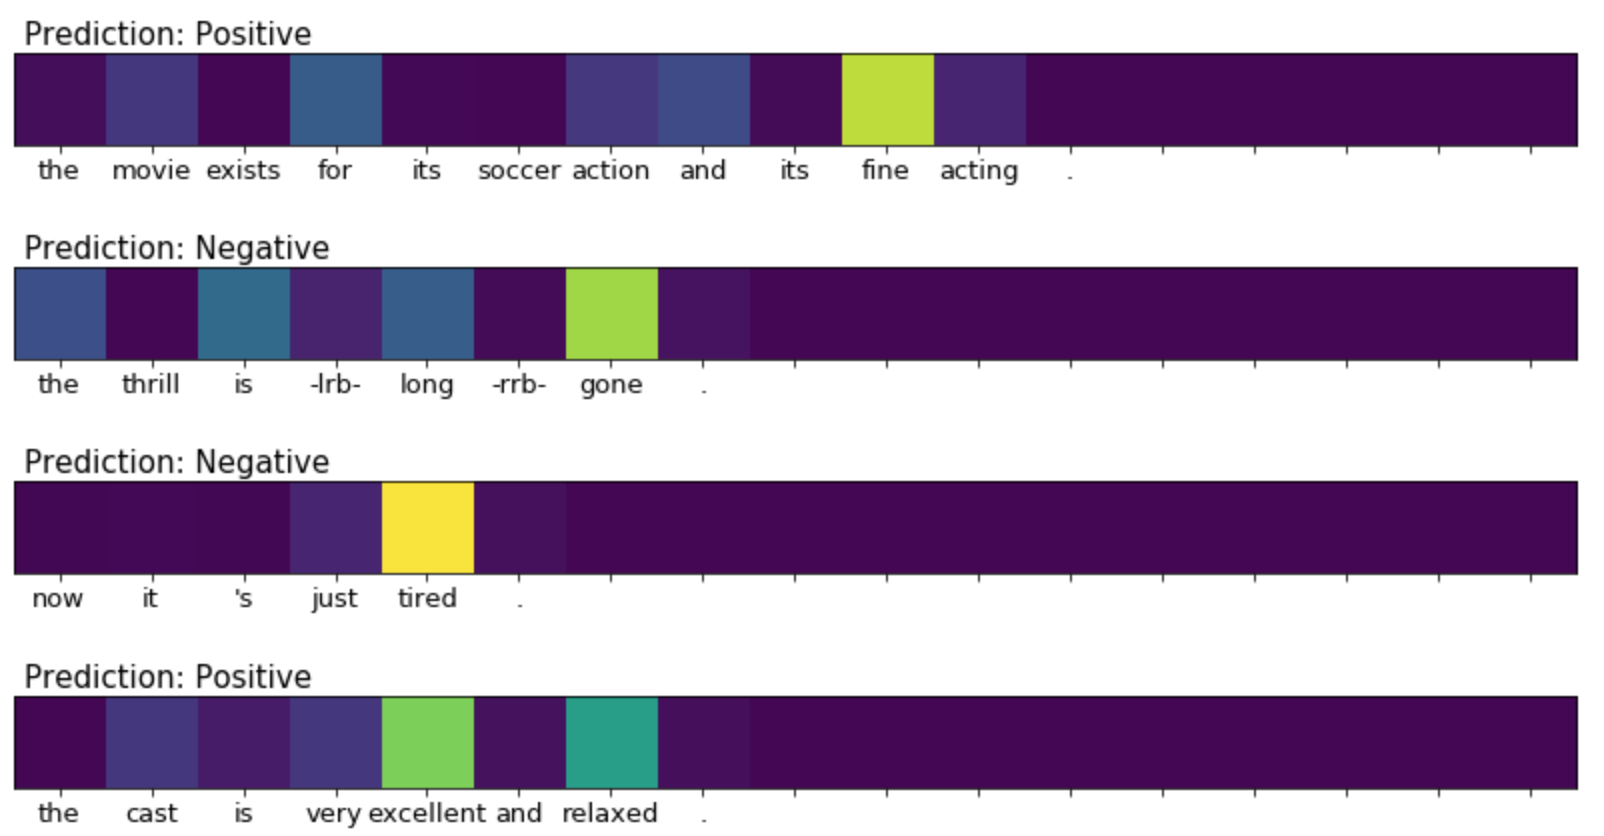 Prediction: Positive
the movie exists for its soccer action and its fine acting .
Prediction: Negative
the thrill is -lrb- long -rrb- gone .
Prediction: Negative
now it 's just tired .
Prediction: Positive
the cast is very excellent and relaxed .